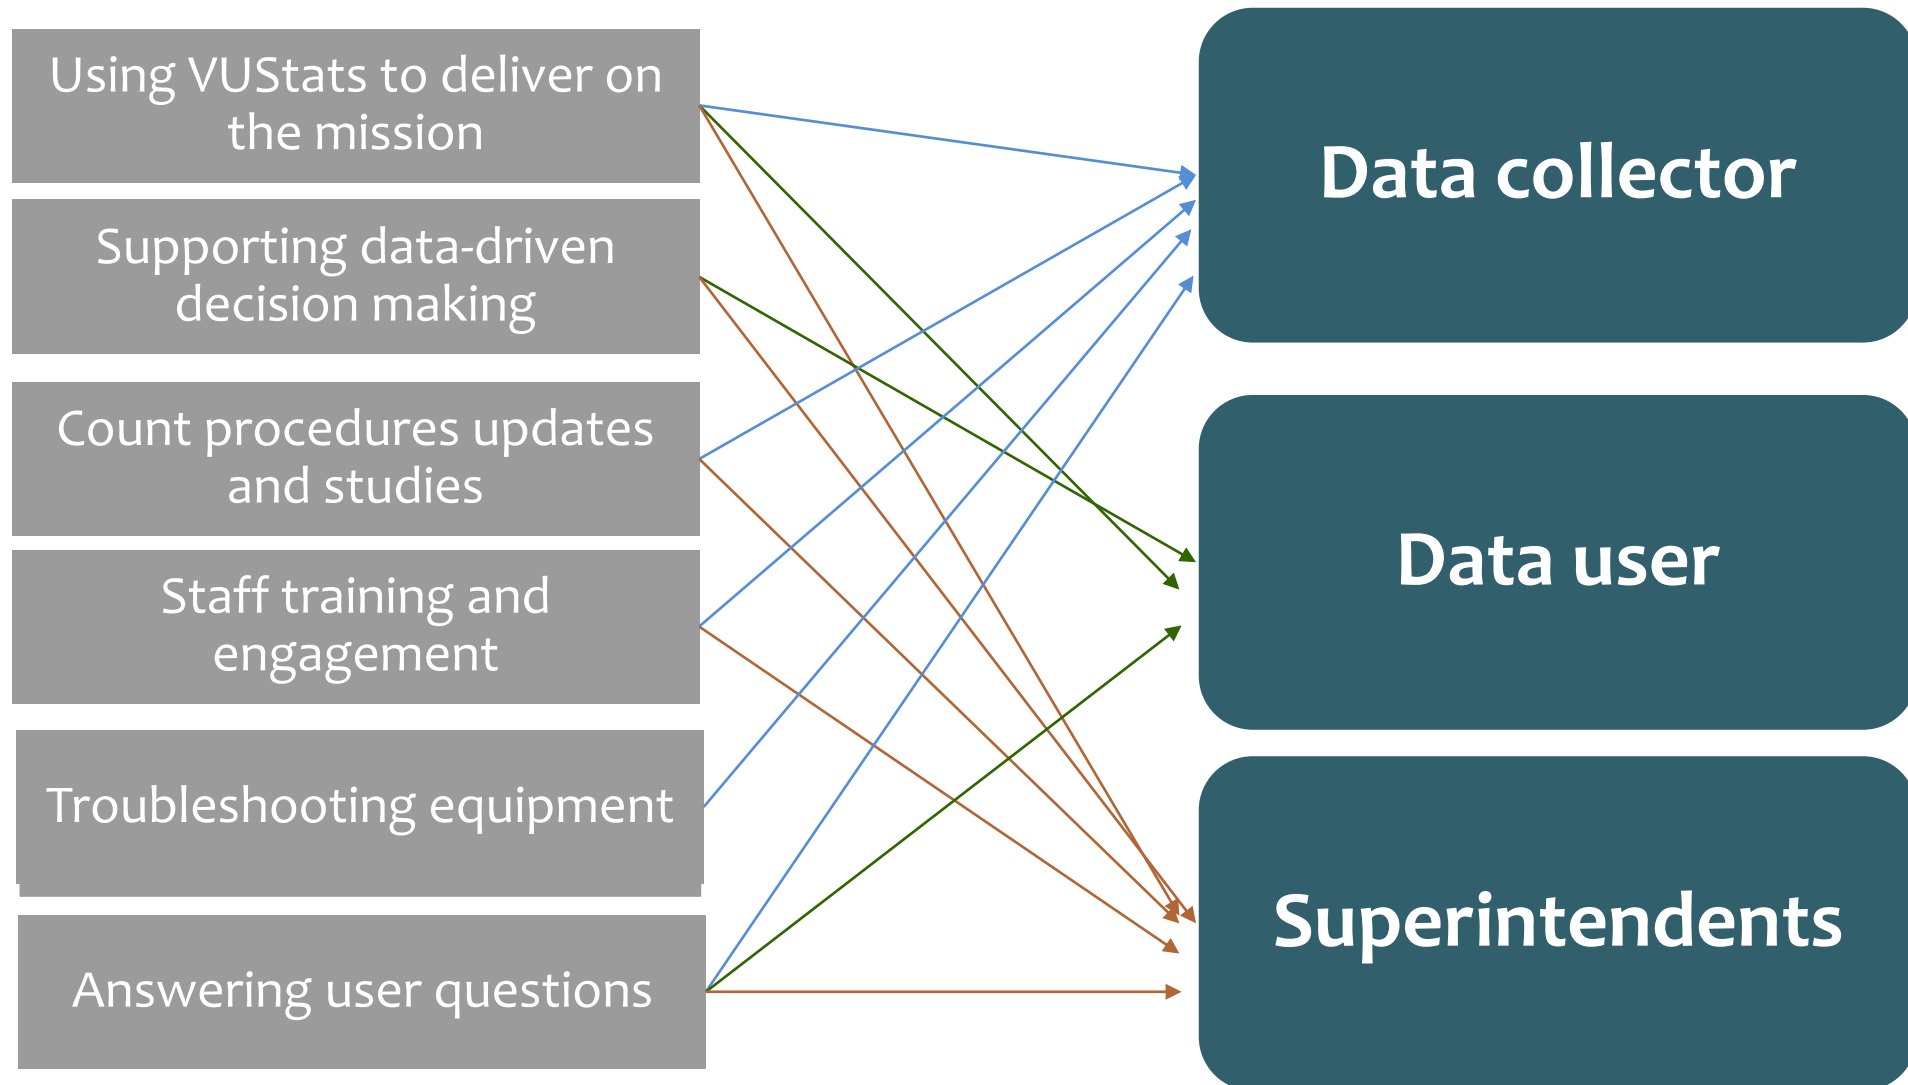 Using VUStats to deliver on
the mission
Supporting data-driven
decision making
Count procedures updates
and studies
Staff training and
engagement
Troubleshooting equipment
Answering user questions
Data collector
Data user
Superintendents